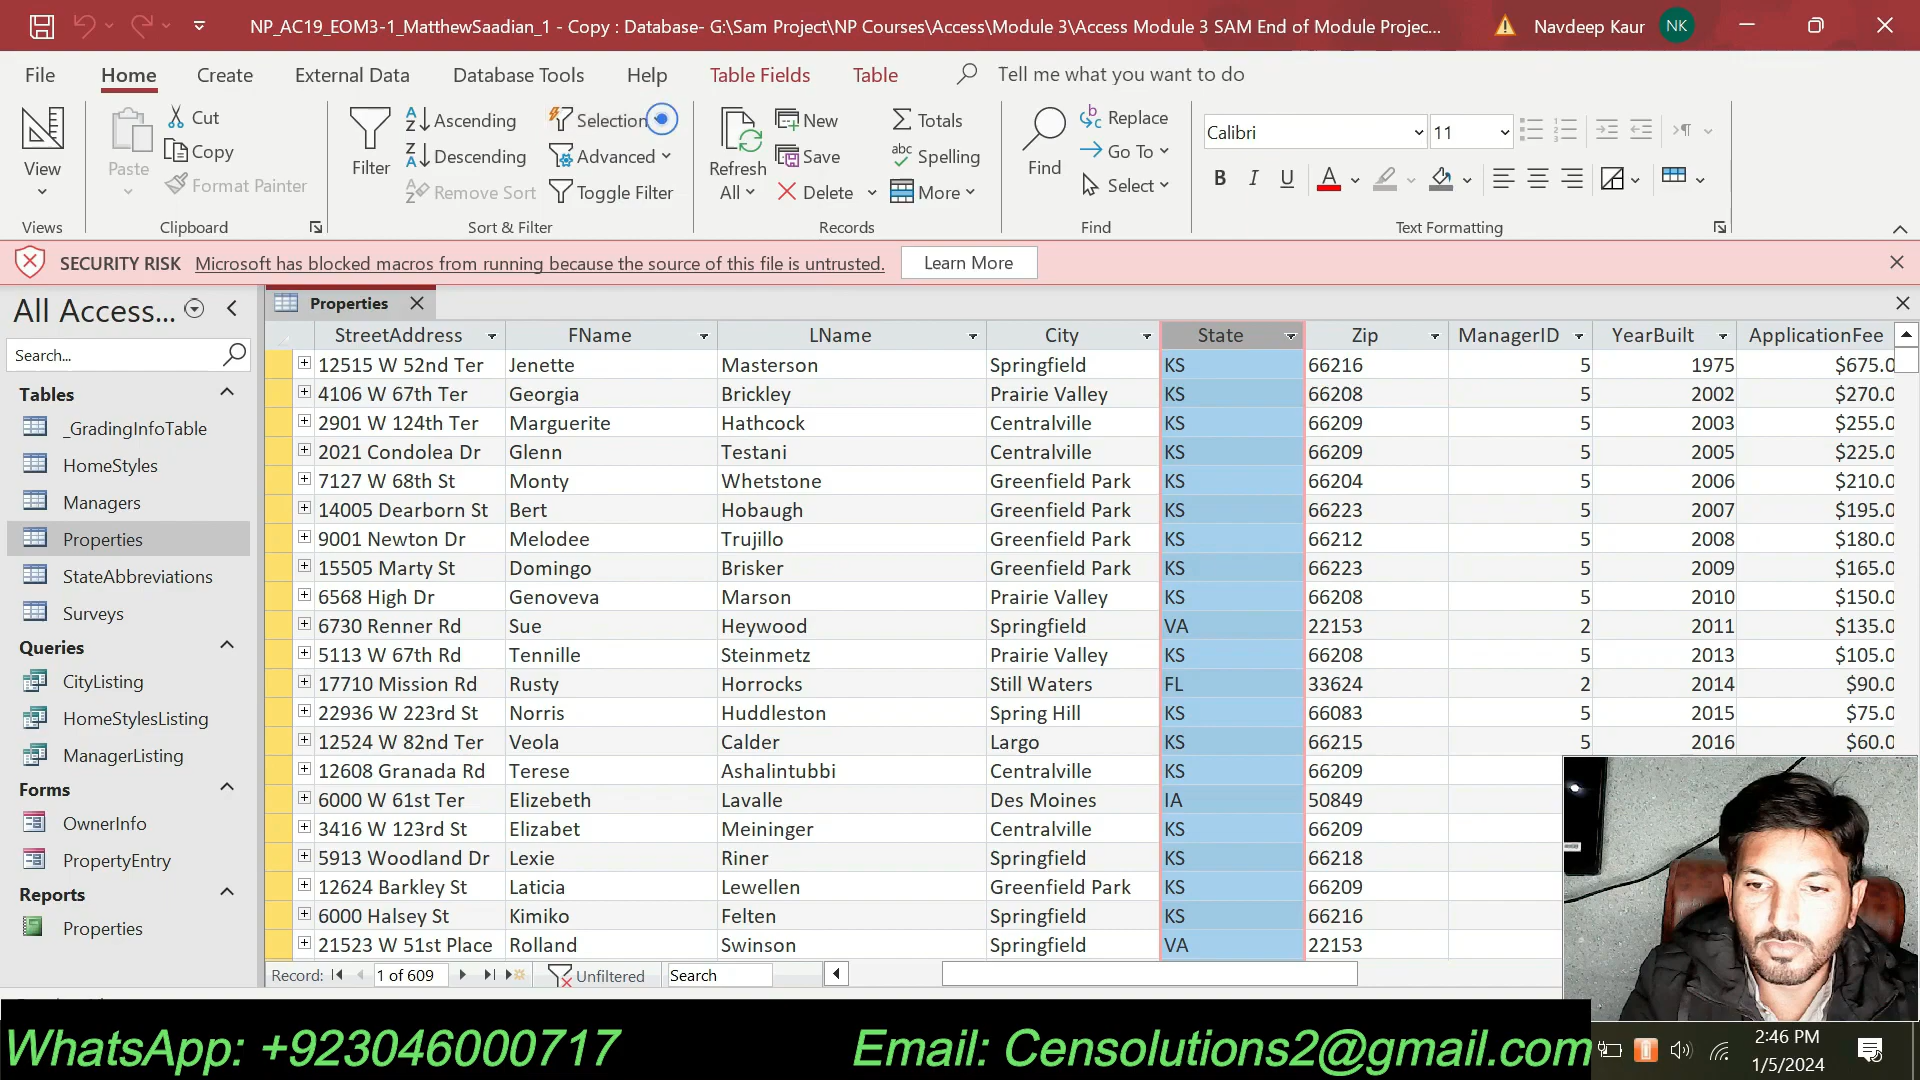 NP_AC19_EOM3-1_MatthewSaadian_1 - Copy : Database- G:\Sam Project\NP Courses\Access\Module 3\Access Module 3 SAM End of Module Projec... Navdeep Kaur NK
File Home Create External Data Database Tools Help Table Fields Table Tell me what you want to do
View Paste Cut Copy Format Painter
Filter Ascending Descending Remove Sort Selection Advanced Toggle Filter
Refresh All New Save Delete Totals Spelling More
Find Replace Go To Select
Calibri 11
B I U A
Views Clipboard Sort & Filter Records Find Text Formatting
SECURITY RISK Microsoft has blocked macros from running because the source of this file is untrusted. Learn More
All Access...
Search...
Tables
_GradingInfoTable
HomeStyles
Managers
Properties
StateAbbreviations
Surveys
Queries
CityListing
HomeStylesListing
ManagerListing
Forms
OwnerInfo
PropertyEntry
Reports
Properties
Properties
StreetAddress FName LName City State Zip ManagerID YearBuilt ApplicationFee
12515 W 52nd Ter Jenette Masterson Springfield KS 66216 5 1975 $675.0
4106 W 67th Ter Georgia Brickley Prairie Valley KS 66208 5 2002 $270.0
2901 W 124th Ter Marguerite Hathcock Centralville KS 66209 5 2003 $255.0
2021 Condolea Dr Glenn Testani Centralville KS 66209 5 2005 $225.0
7127 W 68th St Monty Whetstone Greenfield Park KS 66204 5 2006 $210.0
14005 Dearborn St Bert Hobaugh Greenfield Park KS 66223 5 2007 $195.0
9001 Newton Dr Melodee Trujillo Greenfield Park KS 66212 5 2008 $180.0
15505 Marty St Domingo Brisker Greenfield Park KS 66223 5 2009 $165.0
6568 High Dr Genoveva Marson Prairie Valley KS 66208 5 2010 $150.0
6730 Renner Rd Sue Heywood Springfield VA 22153 2 2011 $135.0
5113 W 67th Rd Tennille Steinmetz Prairie Valley KS 66208 5 2013 $105.0
17710 Mission Rd Rusty Horrocks Still Waters FL 33624 2 2014 $90.0
22936 W 223rd St Norris Huddleston Spring Hill KS 66083 5 2015 $75.0
12524 W 82nd Ter Veola Calder Largo KS 66215 5 2016 $60.0
12608 Granada Rd Terese Ashalintubbi Centralville KS 66209
6000 W 61st Ter Elizebeth Lavalle Des Moines IA 50849
3416 W 123rd St Elizabet Meininger Centralville KS 66209
5913 Woodland Dr Lexie Riner Springfield KS 66218
12624 Barkley St Laticia Lewellen Greenfield Park KS 66209
6000 Halsey St Kimiko Felten Springfield KS 66216
21523 W 51st Place Rolland Swinson Springfield VA 22153
Record: 1 of 609 Unfiltered Search
WhatsApp: +923046000717 Email: Censolutions2@gmail.com
2:46 PM
1/5/2024